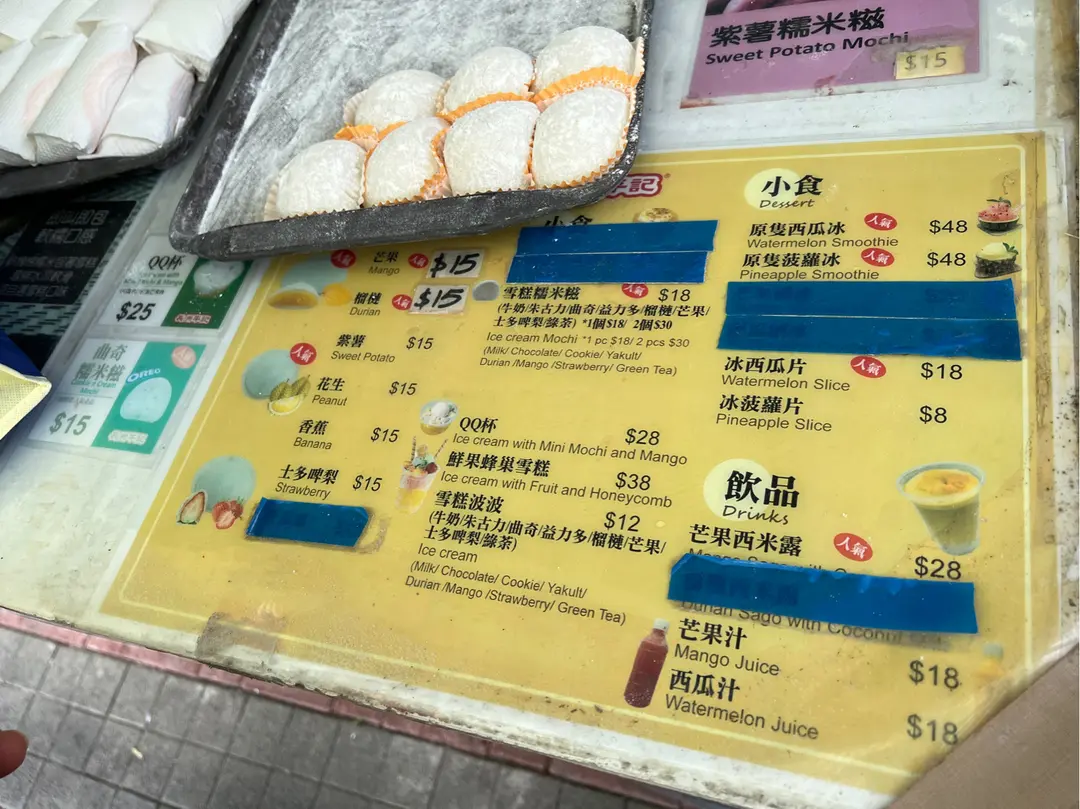 紫薯糯米糍
Sweet Potato Mochi
$15
QQ杯
$25
曲奇
糯米糍
OREO
$15
人氣
芒果
Mango
人氣
$15
榴槤
Durian
人氣
$15
紫薯
Sweet Potato
$15
人氣
花生
Peanut
$15
香蕉
Banana
$15
士多啤梨
Strawberry
$15
小食
雪糕糯米糍
人氣
$18
(牛奶/朱古力/曲奇/益力多/榴槤/芒果/
士多啤梨/綠茶) *1個$18/ 2個$30
Ice cream Mochi *1 pc $18/ 2 pcs $30
(Milk/ Chocolate/ Cookie/ Yakult/
Durian /Mango /Strawberry/ Green Tea)
QQ杯
Ice cream with Mini Mochi and Mango
$28
鮮果蜂巢雪糕
Ice cream with Fruit and Honeycomb
$38
雪糕波波
$12
(牛奶/朱古力/曲奇/益力多/榴槤/芒果/
士多啤梨/綠茶)
Ice cream
(Milk/ Chocolate/ Cookie/ Yakult/
Durian /Mango /Strawberry/ Green Tea)
小食
Dessert
原隻西瓜冰
人氣
$48
Watermelon Smoothie
原隻菠蘿冰
人氣
$48
Pineapple Smoothie
冰西瓜片
人氣
$18
Watermelon Slice
冰菠蘿片
$8
Pineapple Slice
飲品
Drinks
芒果西米露
人氣
$28
Durian Sago with Coconut
芒果汁
Mango Juice
$18
西瓜汁
Watermelon Juice
$18